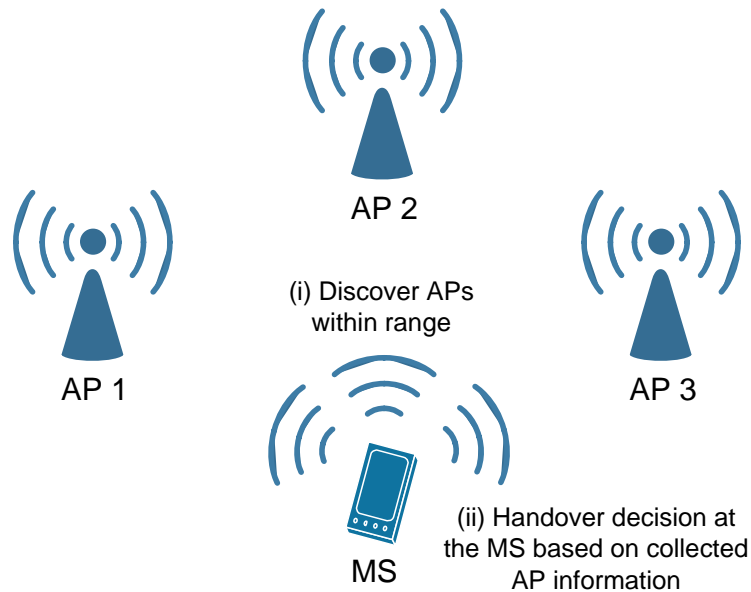 AP 2
AP 1
AP 3
(i) Discover APs
within range
MS
(ii) Handover decision at
the MS based on collected
AP information